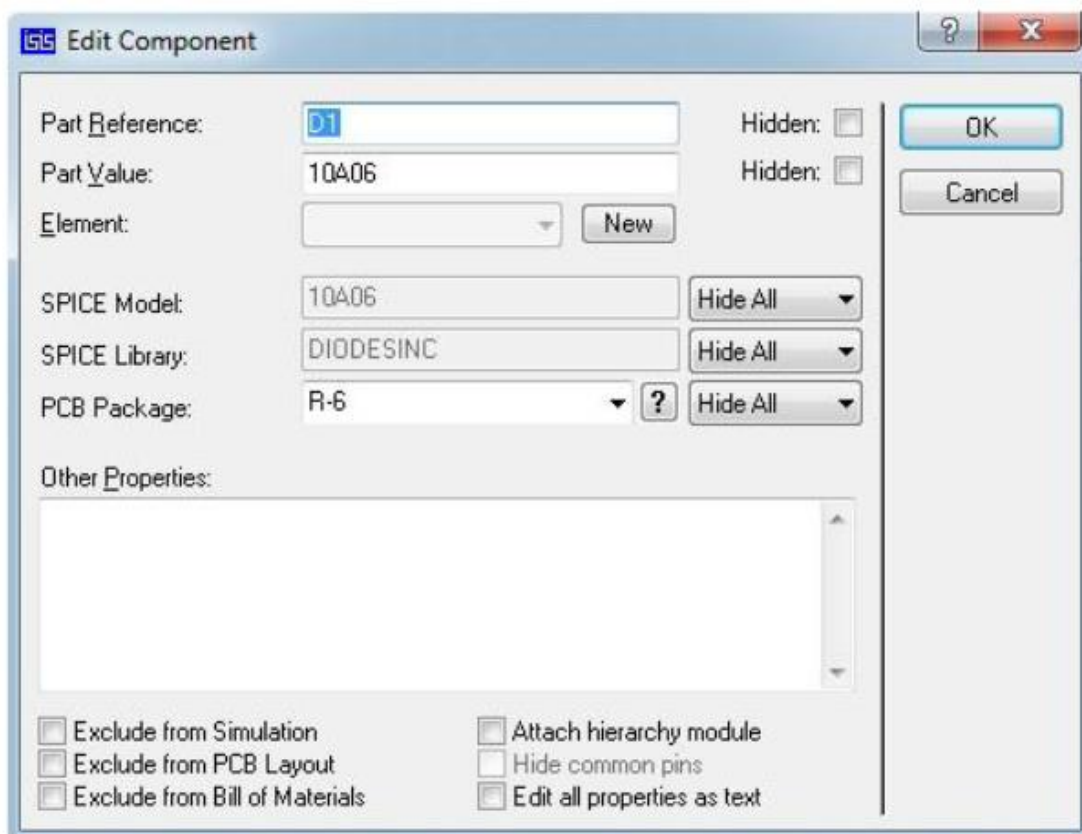 isis Edit Component
Part Reference: D1 Hidden:
OK
Part Value: 10A06 Hidden:
Cancel
Element: New
SPICE Model: 10A06 Hide All
SPICE Library: DIODESINC Hide All
PCB Package: R-6 ? Hide All
Other Properties:
Exclude from Simulation Attach hierarchy module
Exclude from PCB Layout Hide common pins
Exclude from Bill of Materials Edit all properties as text